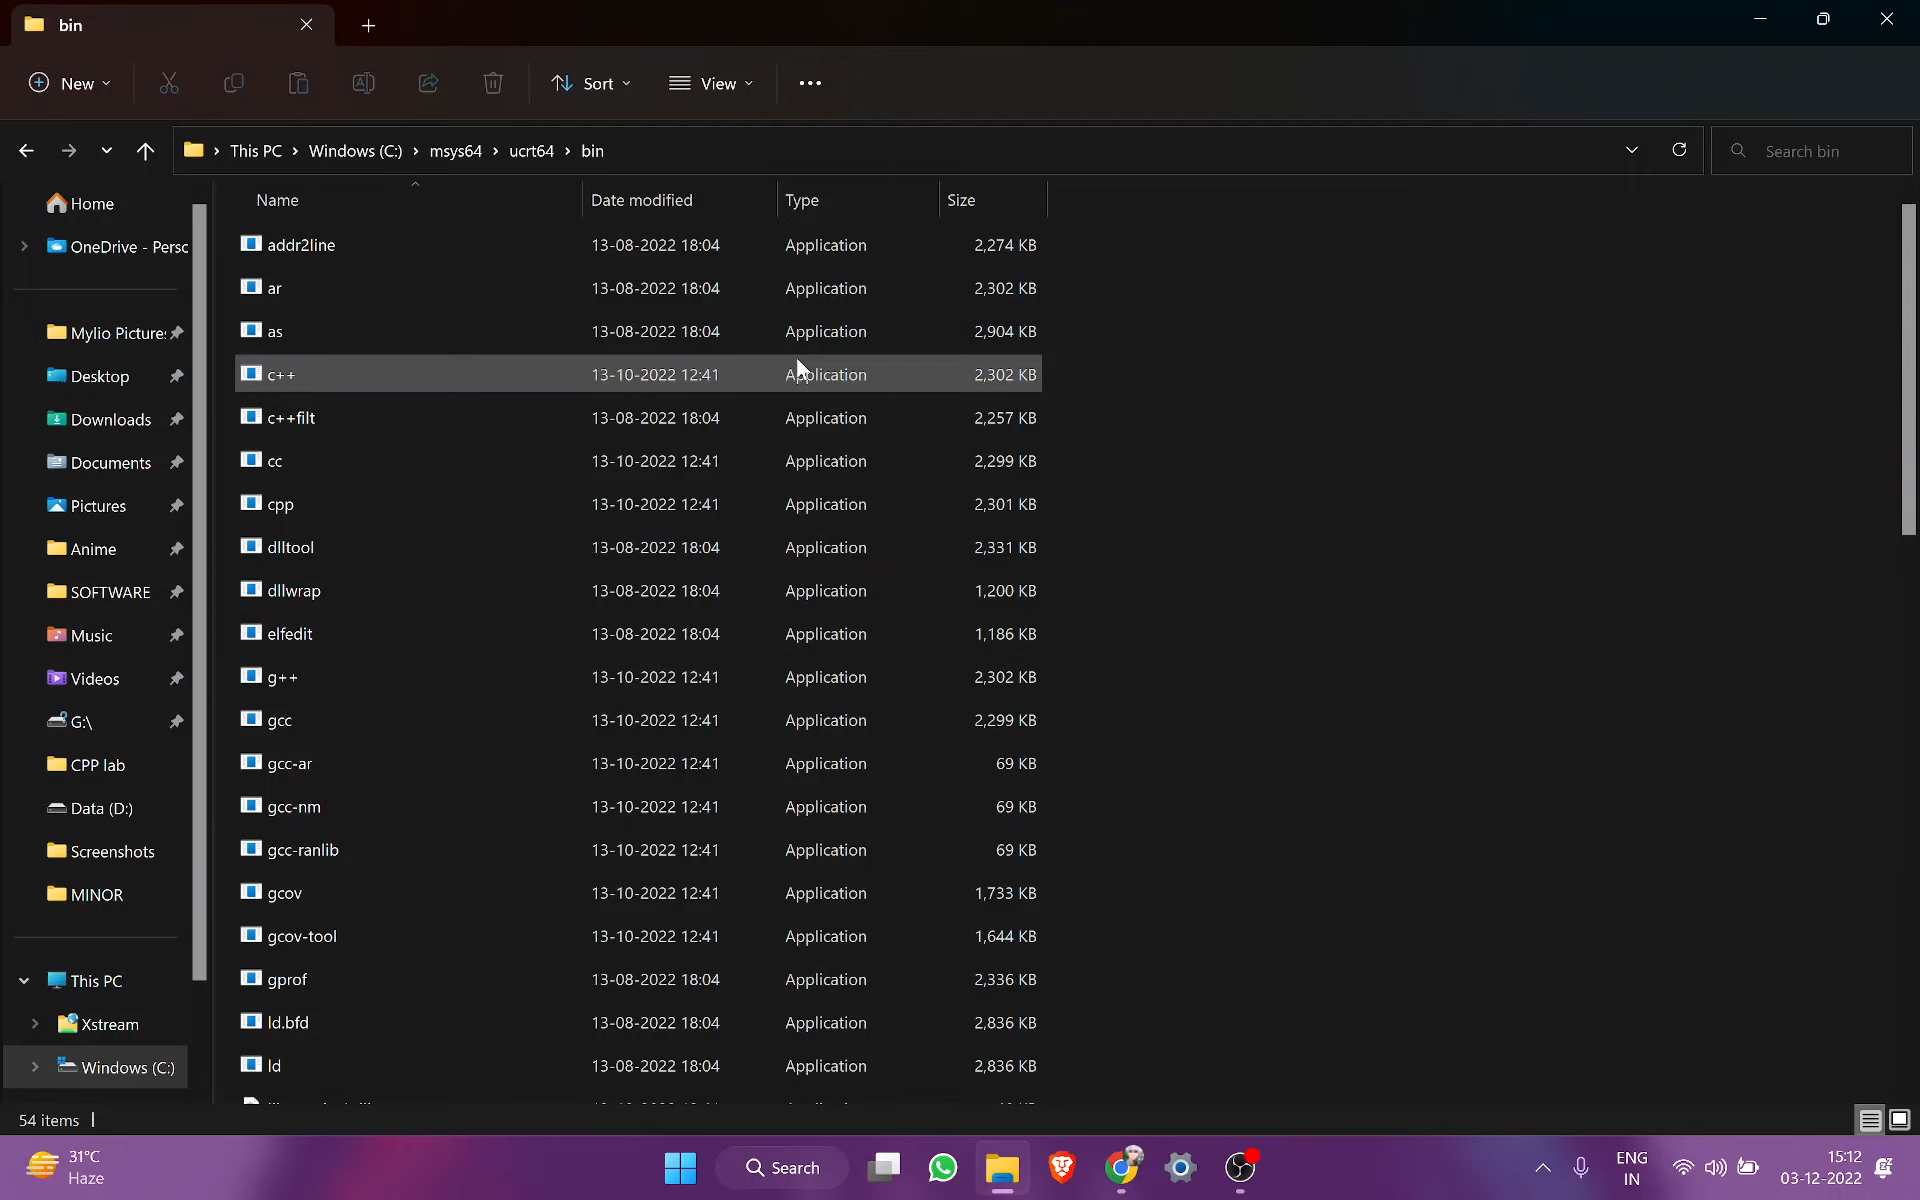 bin
New
Sort
View
This PC > Windows (C:) > msys64 > ucrt64 > bin
Search bin
Home
OneDrive - Persc
Mylio Pictures
Desktop
Downloads
Documents
Pictures
Anime
SOFTWARE
Music
Videos
G:\
CPP lab
Data (D:)
Screenshots
MINOR
This PC
Xstream
Windows (C:)
Name Date modified Type Size
addr2line 13-08-2022 18:04 Application 2,274 KB
ar 13-08-2022 18:04 Application 2,302 KB
as 13-08-2022 18:04 Application 2,904 KB
c++ 13-10-2022 12:41 Application 2,302 KB
c++filt 13-08-2022 18:04 Application 2,257 KB
cc 13-10-2022 12:41 Application 2,299 KB
cpp 13-10-2022 12:41 Application 2,301 KB
dlltool 13-08-2022 18:04 Application 2,331 KB
dllwrap 13-08-2022 18:04 Application 1,200 KB
elfedit 13-08-2022 18:04 Application 1,186 KB
g++ 13-10-2022 12:41 Application 2,302 KB
gcc 13-10-2022 12:41 Application 2,299 KB
gcc-ar 13-10-2022 12:41 Application 69 KB
gcc-nm 13-10-2022 12:41 Application 69 KB
gcc-ranlib 13-10-2022 12:41 Application 69 KB
gcov 13-10-2022 12:41 Application 1,733 KB
gcov-tool 13-10-2022 12:41 Application 1,644 KB
gprof 13-08-2022 18:04 Application 2,336 KB
ld.bfd 13-08-2022 18:04 Application 2,836 KB
ld 13-08-2022 18:04 Application 2,836 KB
54 items
31°C
Haze
Search
ENG
IN
15:12
03-12-2022